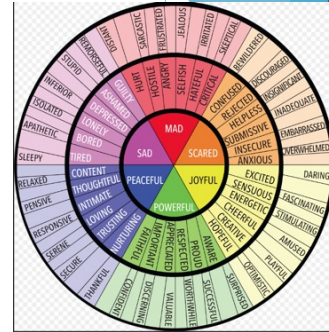 MAD
SCARED
JOYFUL
POWERFUL
PEACEFUL
SAD
HURT
HOSTILE
ANGRY
SELFISH
HATEFUL
CRITICAL
CONFUSED
REJECTED
HELPLESS
SUBMISSIVE
INSECURE
ANXIOUS
EXCITED
SENSUOUS
ENERGETIC
CHEERFUL
CREATIVE
HOPEFUL
AWARE
PROUD
RESPECTED
APPRECIATED
IMPORTANT
FAITHFUL
NURTURING
TRUSTING
LOVING
INTIMATE
THOUGHTFUL
CONTENT
TIRED
BORED
LONELY
DEPRESSED
ASHAMED
GUILTY
DISTANT
SARCASTIC
FRUSTRATED
JEALOUS
IRRITATED
SKEPTICAL
BEWILDERED
DISCOURAGED
INSIGNIFICANT
INADEQUATE
EMBARRASSED
OVERWHELMED
DARING
FASCINATING
STIMULATING
AMUSED
PLAYFUL
OPTIMISTIC
SURPRISED
SUCCESSFUL
WORTHWHILE
VALUABLE
DISCERNING
CONFIDENT
THANKFUL
SECURE
SERENE
RESPONSIVE
PENSIVE
RELAXED
SLEEPY
APATHETIC
ISOLATED
INFERIOR
STUPID
REMORSEFUL